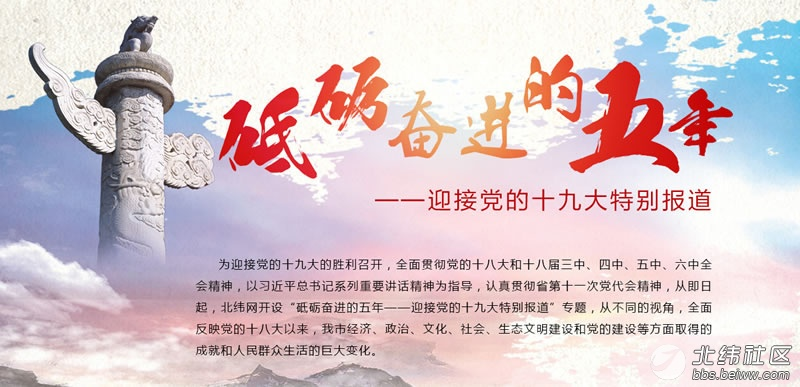 砥砺奋进的五年
——迎接党的十九大特别报道
为迎接党的十九大的胜利召开，全面贯彻党的十八大和十八届三中、四中、五中、六中全
会精神，以习近平总书记系列重要讲话精神为指导，认真贯彻省第十一次党代会精神，从即日
起，北纬网开设“砥砺奋进的五年——迎接党的十九大特别报道”专题，从不同的视角，全面
反映党的十八大以来，我市经济、政治、文化、社会、生态文明建设和党的建设等方面取得的
成就和人民群众生活的巨大变化。
北纬社区
bbs.beiww.com